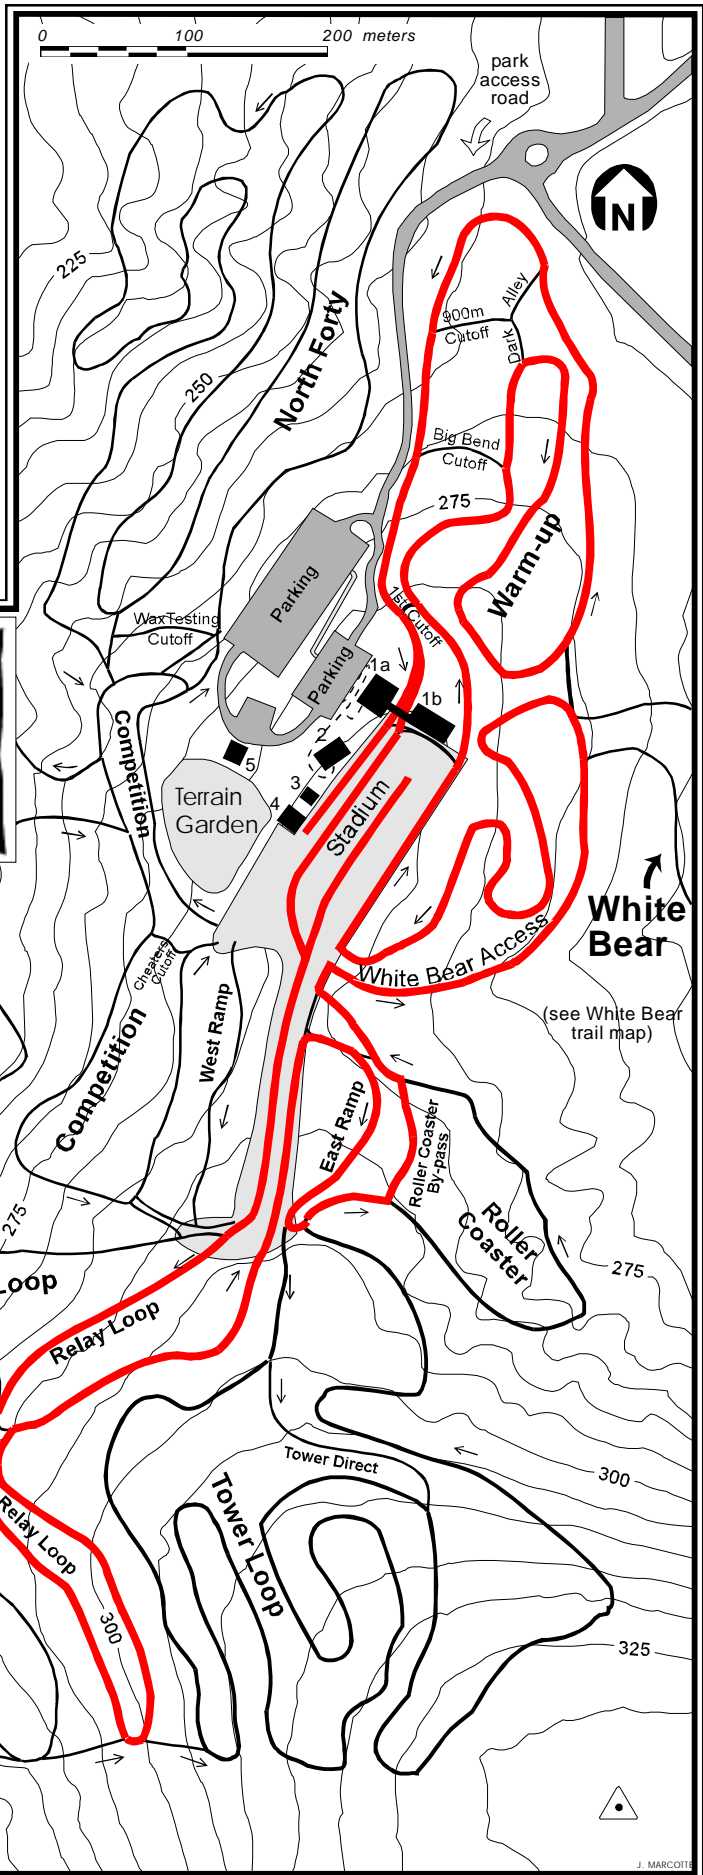 0 100 200 meters
park
access
road
N
225
900m
Cutoff
Dark Alley
North Forty
250
Big Bend
Cutoff
275
Warm-up
Parking
1st Cutoff
WaxTesting
Cutoff
Parking
1a
1b
2
5
3
4
Competition
Terrain
Garden
Stadium
White
Bear
White Bear Access
Cheaters
Cutoff
(see White Bear
trail map)
Competition
West Ramp
East Ramp
Roller Coaster
By-pass
Roller
Coaster
275
275
Loop
Relay Loop
Tower Direct
300
Tower Loop
Relay Loop
300
325
J. MARCOTTE